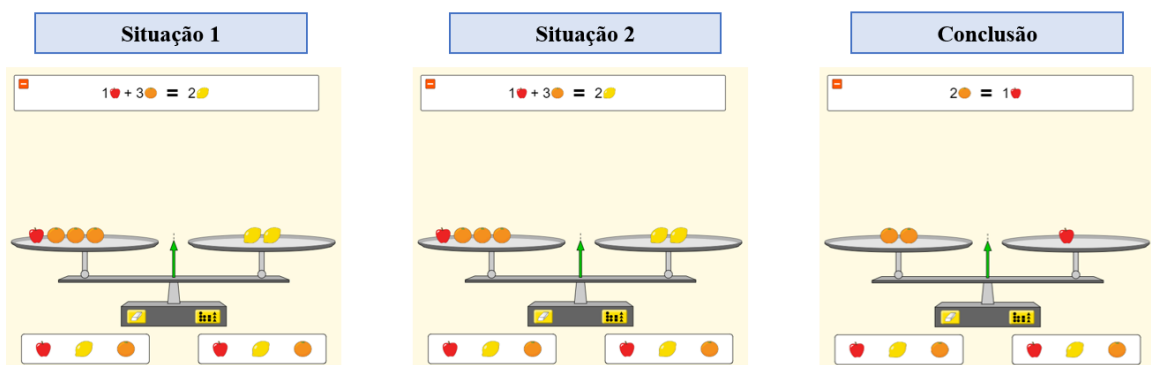 Situação 1
1 + 3 = 2
Situação 2
1 + 3 = 2
Conclusão
2 = 1